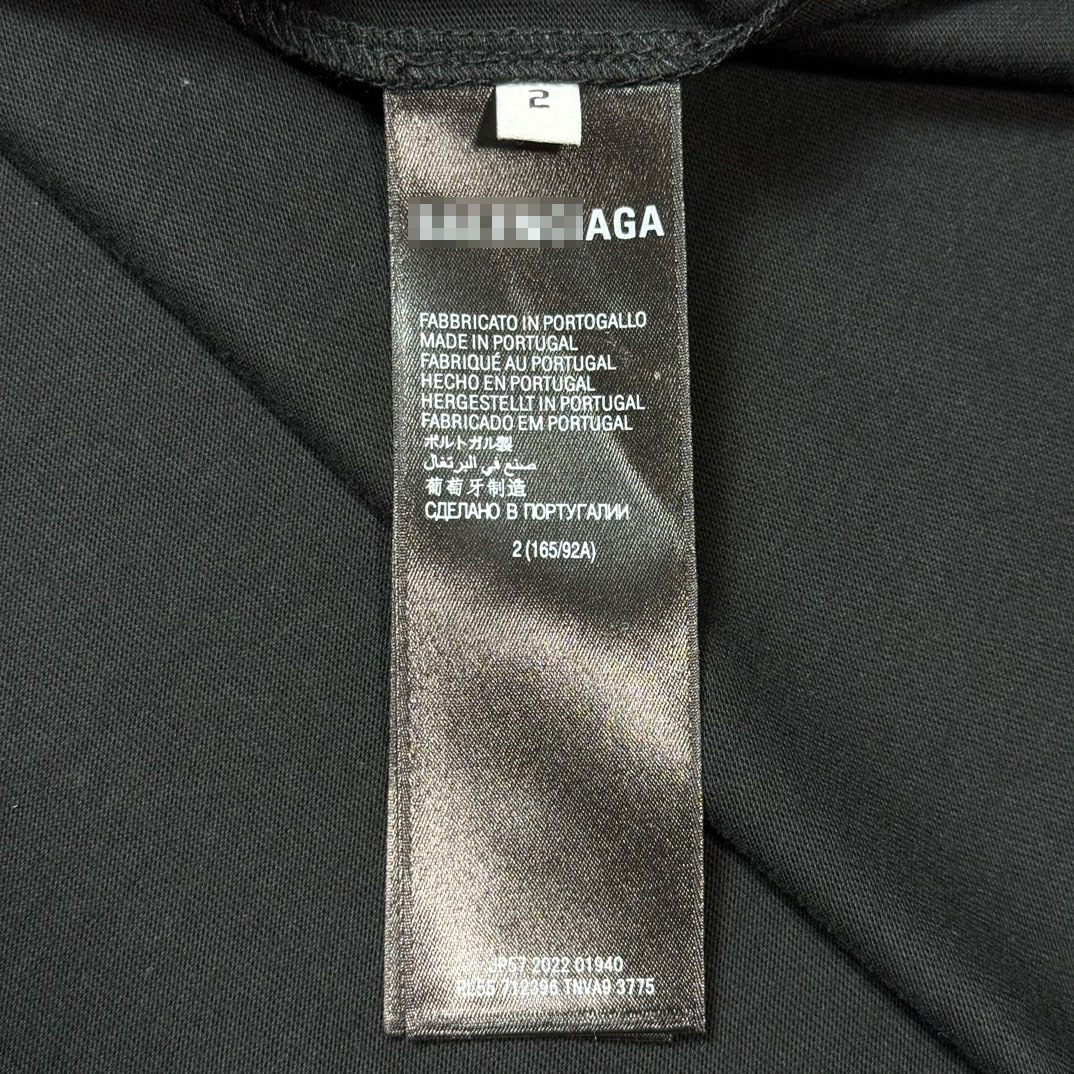 2
AGA
FABBRICATO IN PORTOGALLO
MADE IN PORTUGAL
FABRIQUÉ AU PORTUGAL
HECHO EN PORTUGAL
HERGESTELLT IN PORTUGAL
FABRICADO EM PORTUGAL
ポルトガル製
صنع في البرتغال
葡萄牙制造
СДЕЛАНО В ПОРТУГАЛИИ
2 (165/92A)
2022 01940
712396 TNVA9 3775